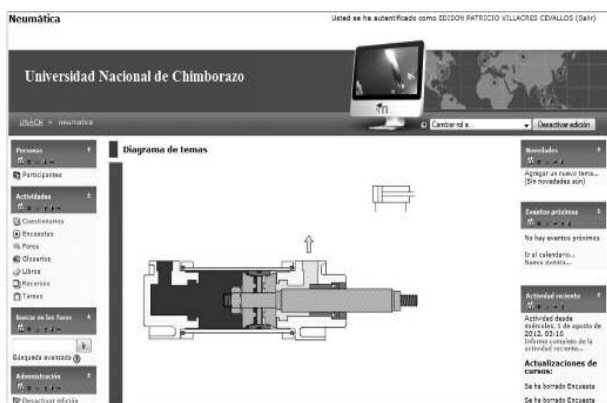 Neumática
Usted se ha autentificado como EDISON PATRICIO VILLACRES CEVALLOS (Salir)
Universidad Nacional de Chimborazo
UNACH > neumatica
Cambiar rol a...
Desactivar edición
Personas
Participantes
Actividades
Cuestionarios
Encuestas
Foros
Glosarios
Libros
Recursos
Tareas
Buscar en los foros
Búsqueda avanzada
Administración
Desactivar edición
Diagrama de temas
Novedades
Agregar un nuevo tema...
(Sin novedades aún)
Eventos próximos
No hay eventos próximos
Ir al calendario...
Nuevo evento...
Actividad reciente
Actividad desde
miércoles, 1 de agosto de
2012, 03:16
Informe completo de la
actividad reciente...
Actualizaciones de
cursos:
Se ha borrado Encuesta
Se ha borrado Encuesta